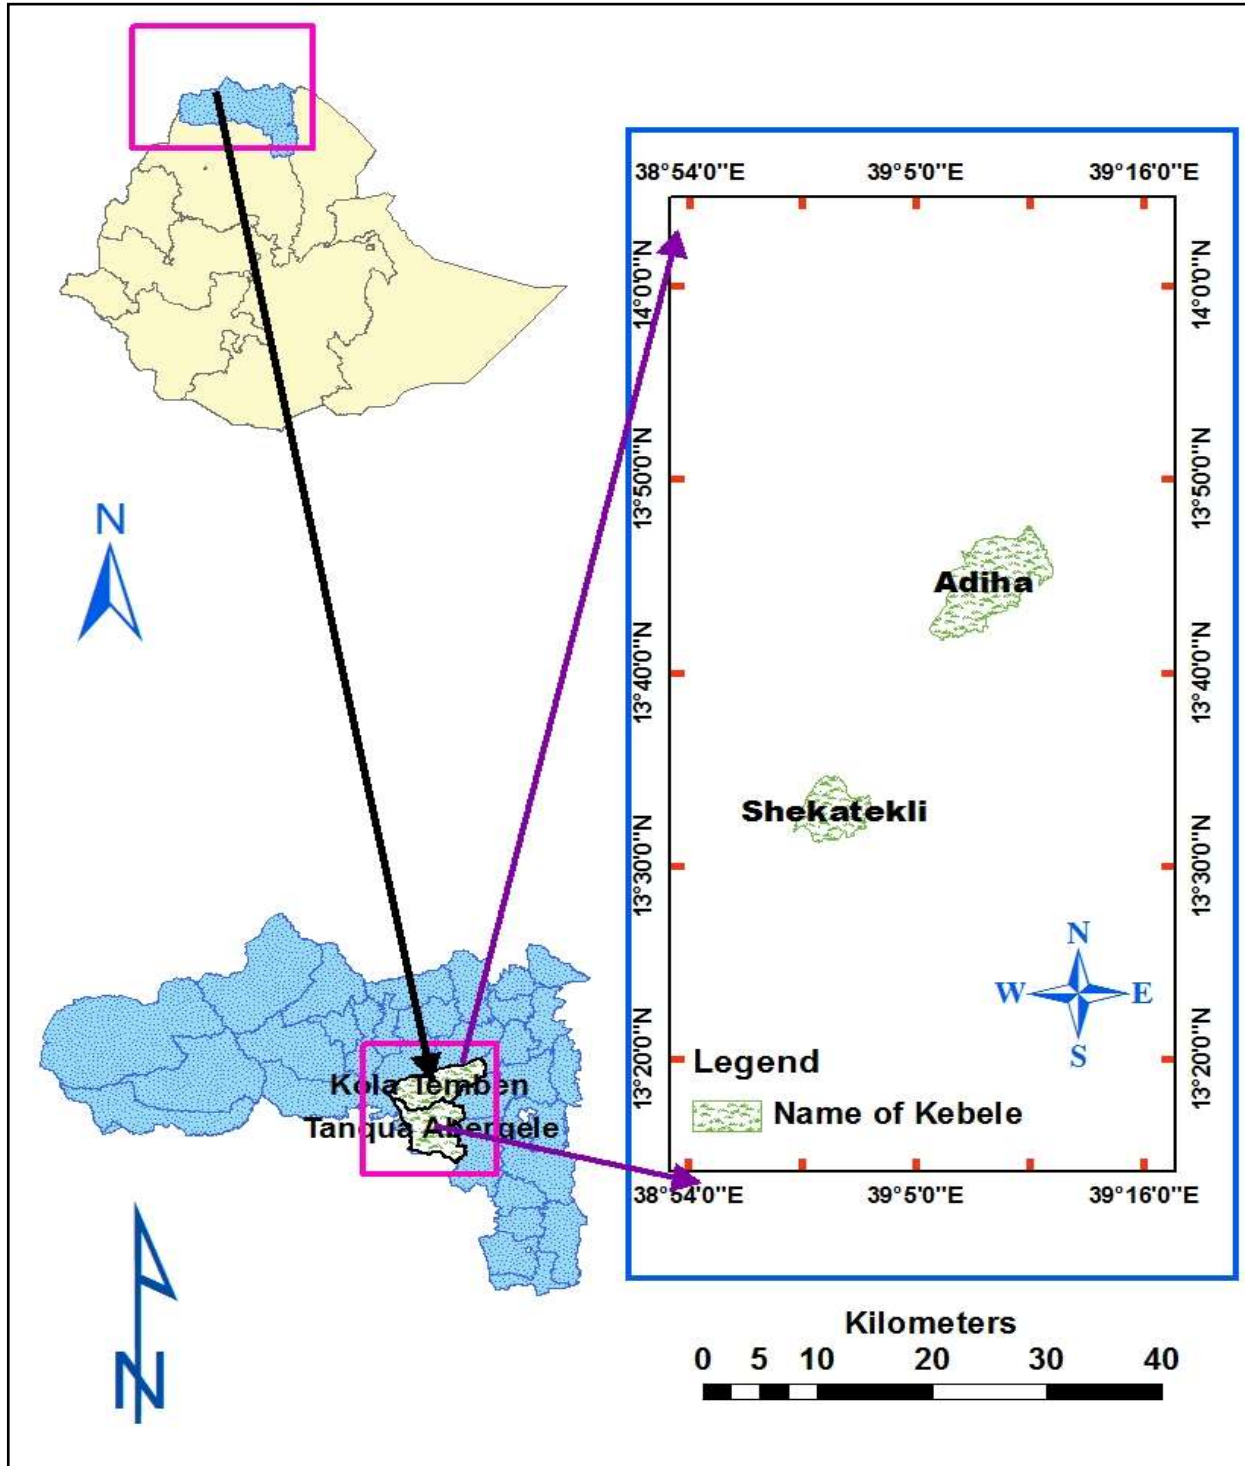 38°54'0"E 39°5'0"E 39°16'0"E
14°0'0"N 14°0'0"N
13°50'0"N 13°50'0"N
N
Adiha
13°40'0"N 13°40'0"N
Shekatekli
13°30'0"N 13°30'0"N
N
W E
S
13°20'0"N 13°20'0"N
Legend
Name of Kebele
Kola Temben
Tanqua Abergele
38°54'0"E 39°5'0"E 39°16'0"E
N
Kilometers
0 5 10 20 30 40